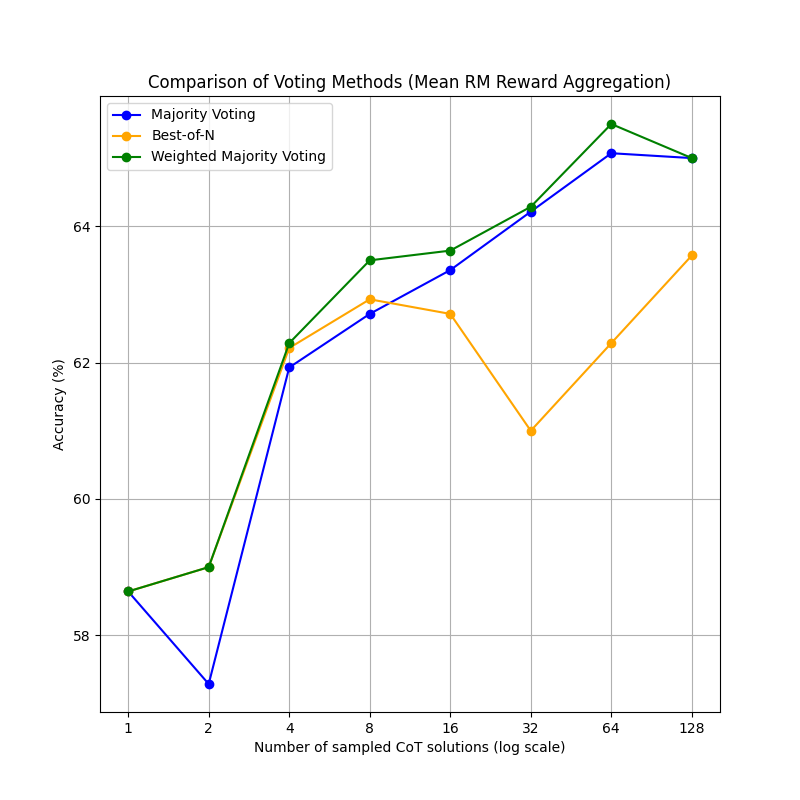 Comparison of Voting Methods (Mean RM Reward Aggregation)
Majority Voting
Best-of-N
Weighted Majority Voting
Accuracy (%)
64
62
60
58
1 2 4 8 16 32 64 128
Number of sampled CoT solutions (log scale)